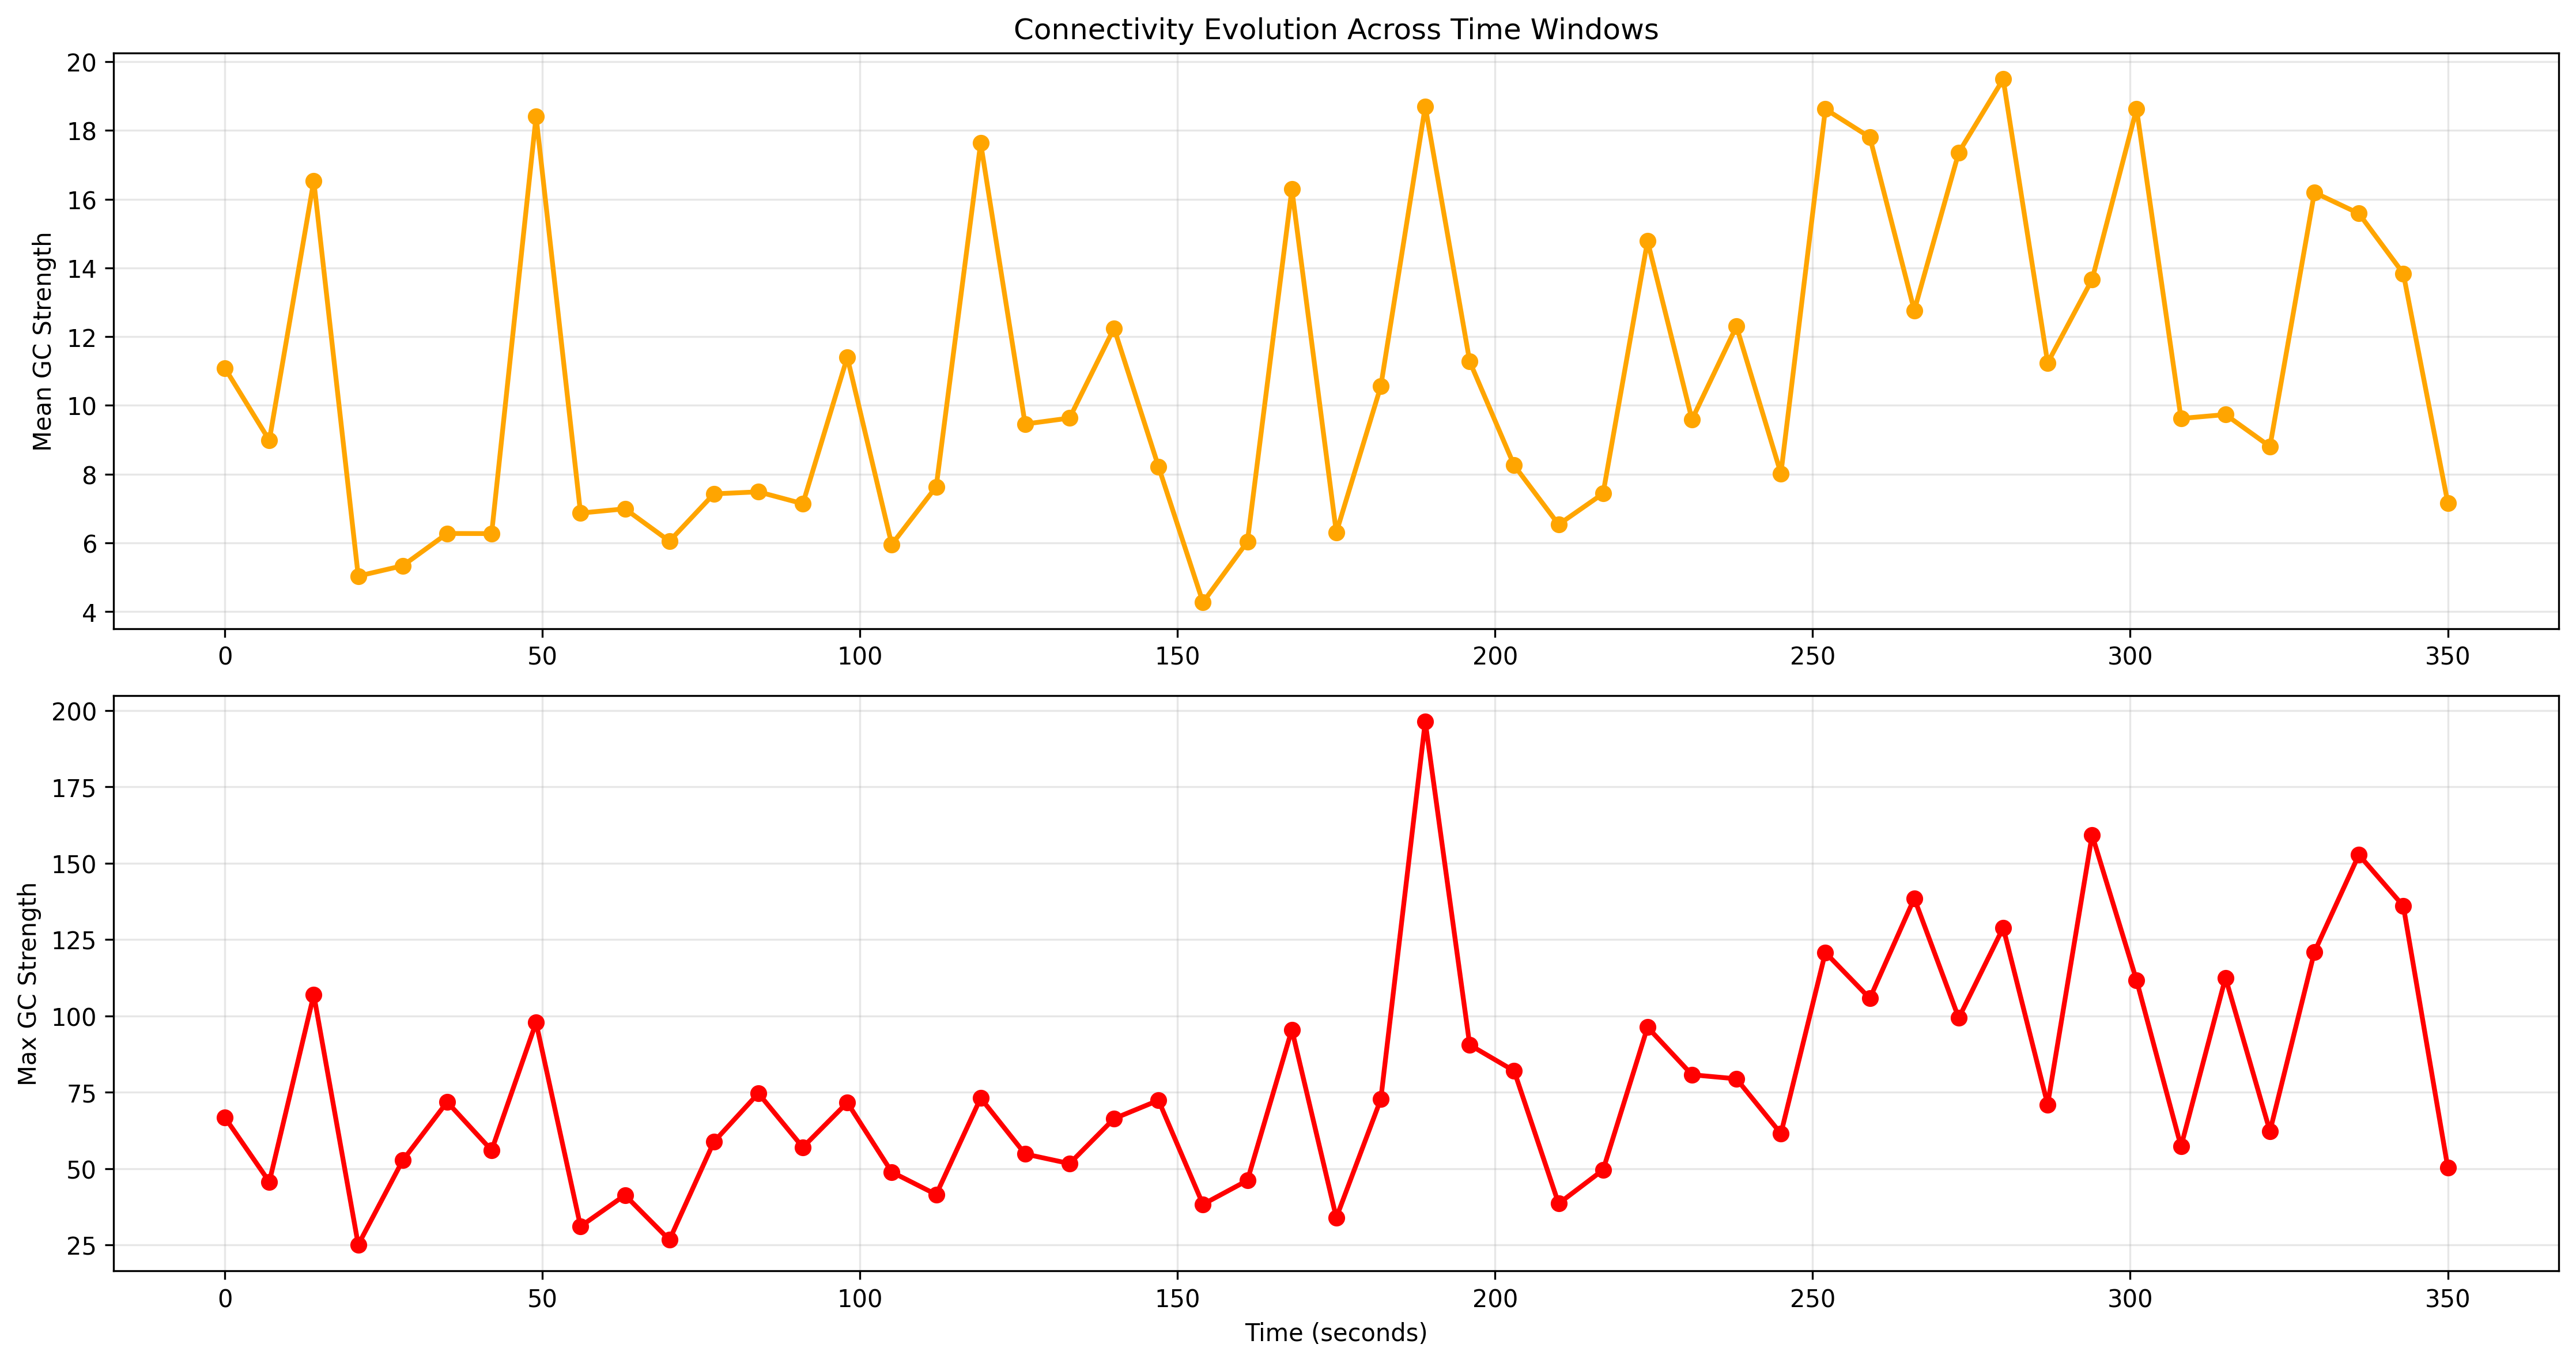 Connectivity Evolution Across Time Windows
Mean GC Strength
20
18
16
14
12
10
8
6
4
0 50 100 150 200 250 300 350
Max GC Strength
200
175
150
125
100
75
50
25
0 50 100 150 200 250 300 350
Time (seconds)